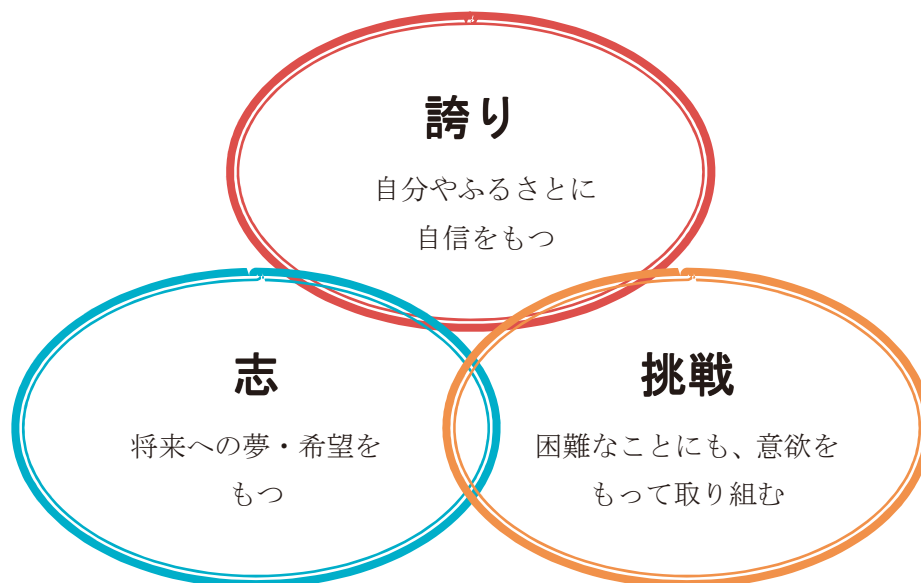 誇り
自分やふるさとに
自信をもつ
志
将来への夢・希望を
もつ
挑戦
困難なことにも、意欲を
もって取り組む